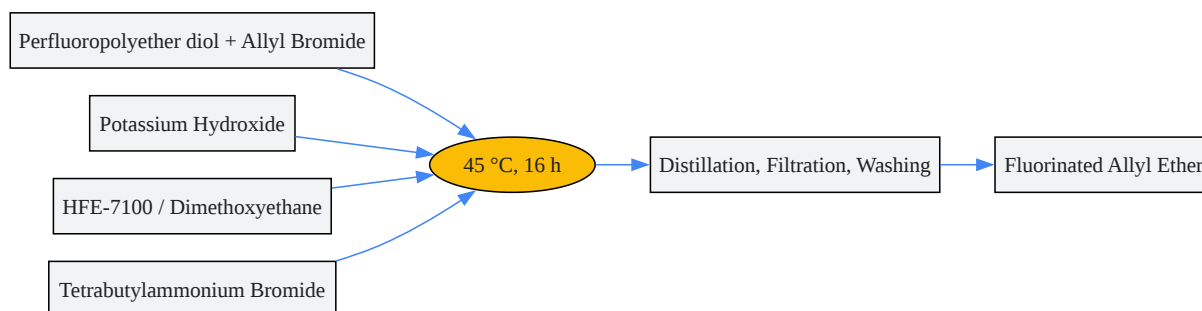 Perfluoropolyether diol + Allyl Bromide
Potassium Hydroxide
HFE-7100 / Dimethoxyethane
Tetrabutylammonium Bromide
45 °C, 16 h
Distillation, Filtration, Washing
Fluorinated Allyl Ether